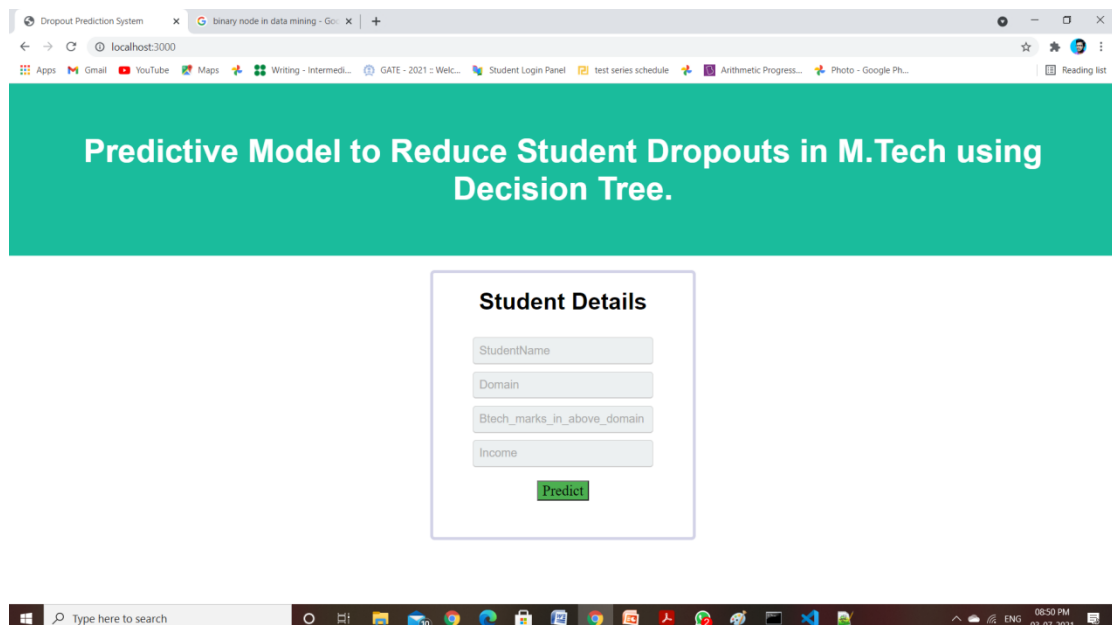 Dropout Prediction System
binary node in data mining - Goo
localhost:3000
Apps Gmail YouTube Maps Writing - Intermedi... GATE - 2021 :: Welc... Student Login Panel test series schedule Arithmetic Progress... Photo - Google Ph... Reading list
Predictive Model to Reduce Student Dropouts in M.Tech using
Decision Tree.
Student Details
StudentName
Domain
Btech_marks_in_above_domain
Income
Predict
Type here to search
ENG
08:50 PM
03-07-2021